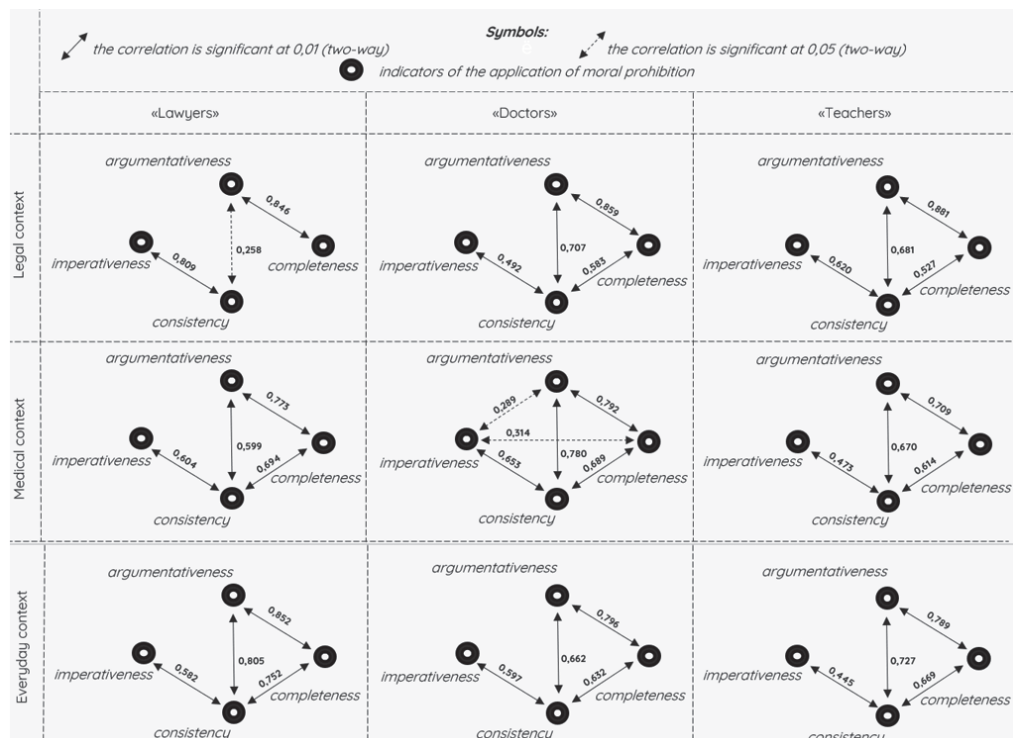 Symbols:
the correlation is significant at 0,01 (two-way)
the correlation is significant at 0,05 (two-way)
indicators of the application of moral prohibition
«Lawyers»
«Doctors»
«Teachers»
Legal context
argumentativeness
0,846
0,258
imperativeness
0,809
completeness
consistency
argumentativeness
0,859
0,707
imperativeness
0,492
0,583
completeness
consistency
argumentativeness
0,881
0,681
imperativeness
0,620
0,527
completeness
consistency
Medical context
argumentativeness
0,773
0,599
imperativeness
0,604
0,694
completeness
consistency
argumentativeness
0,289
0,792
0,314
0,780
imperativeness
0,653
0,689
completeness
consistency
argumentativeness
0,709
0,670
imperativeness
0,473
0,614
completeness
consistency
Everyday context
argumentativeness
0,852
0,805
imperativeness
0,582
0,752
completeness
consistency
argumentativeness
0,796
0,662
imperativeness
0,597
0,632
completeness
consistency
argumentativeness
0,789
0,727
imperativeness
0,445
0,669
completeness
consistency